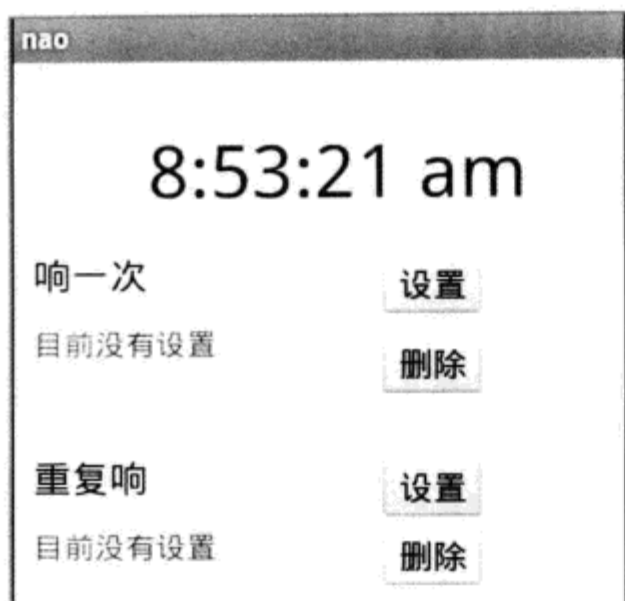 nao
8:53:21 am
响一次
设置
目前没有设置
删除
重复响
设置
目前没有设置
删除